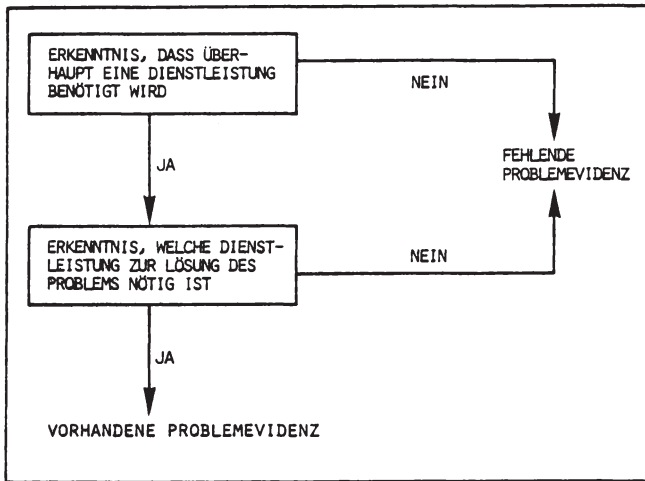 ERKENNTNIS, DASS ÜBER-
HAUPT EINE DIENSTLEISTUNG
BENÖTIGT WIRD
NEIN
JA
FEHLENDE
PROBLEMEVIDENZ
ERKENNTNIS, WELCHE DIENST-
LEISTUNG ZUR LÖSUNG DES
PROBLEMS NÖTIG IST
NEIN
JA
VORHANDENE PROBLEMEVIDENZ